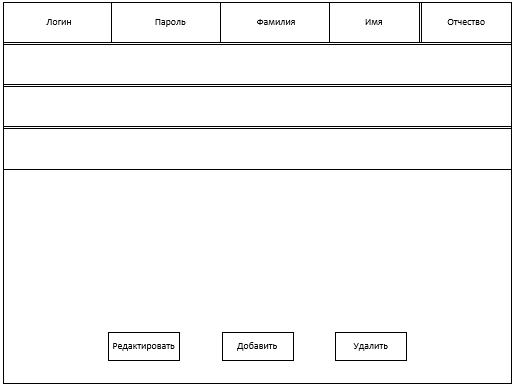 Логин Пароль Фамилия Имя Отчество
Редактировать Добавить Удалить